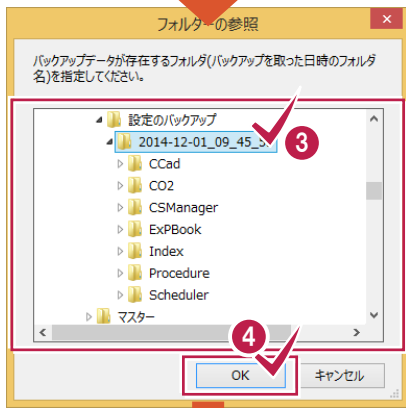 フォルダーの参照
バックアップデータが存在するフォルダ(バックアップを取った日時のフォルダ
名)を指定してください。
設定のバックアップ
2014-12-01_09_45_5
3
CCad
CO2
CSManager
ExPBook
Index
Procedure
Scheduler
マスター
4
OK
キャンセル